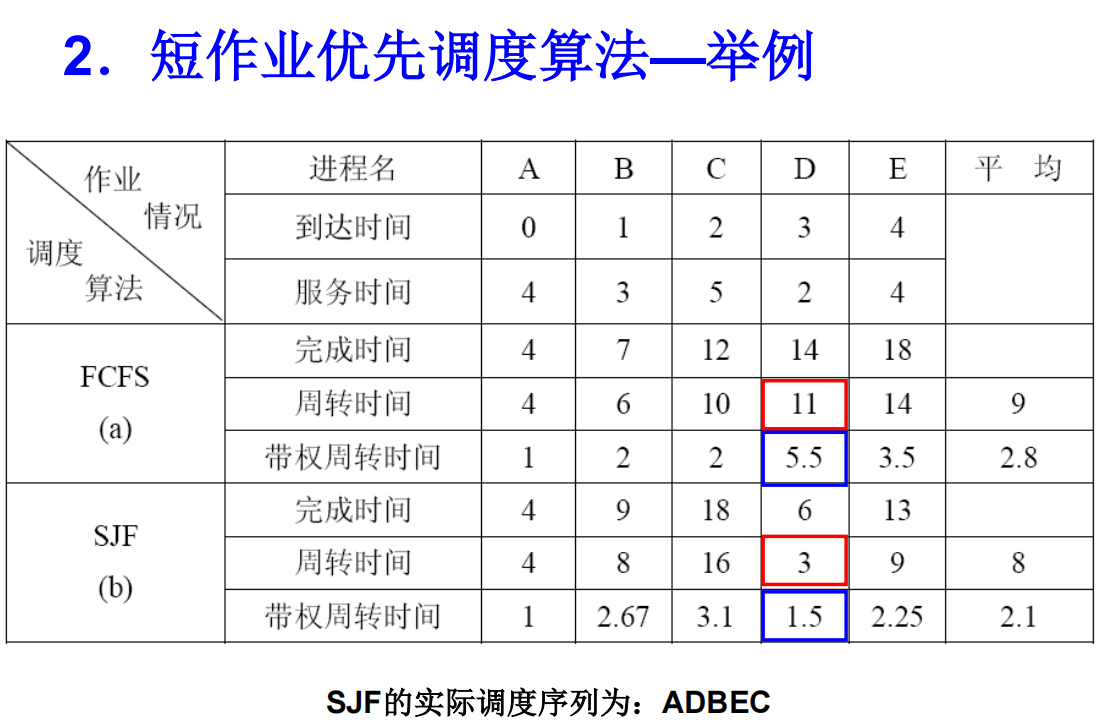 2. 短作业优先调度算法—举例
作业情况 调度算法 进程名 A B C D E 平 均
到达时间 0 1 2 3 4
服务时间 4 3 5 2 4
FCFS (a) 完成时间 4 7 12 14 18
周转时间 4 6 10 11 14 9
带权周转时间 1 2 2 5.5 3.5 2.8
SJF (b) 完成时间 4 9 18 6 13
周转时间 4 8 16 3 9 8
带权周转时间 1 2.67 3.1 1.5 2.25 2.1
SJF的实际调度序列为：ADBEC